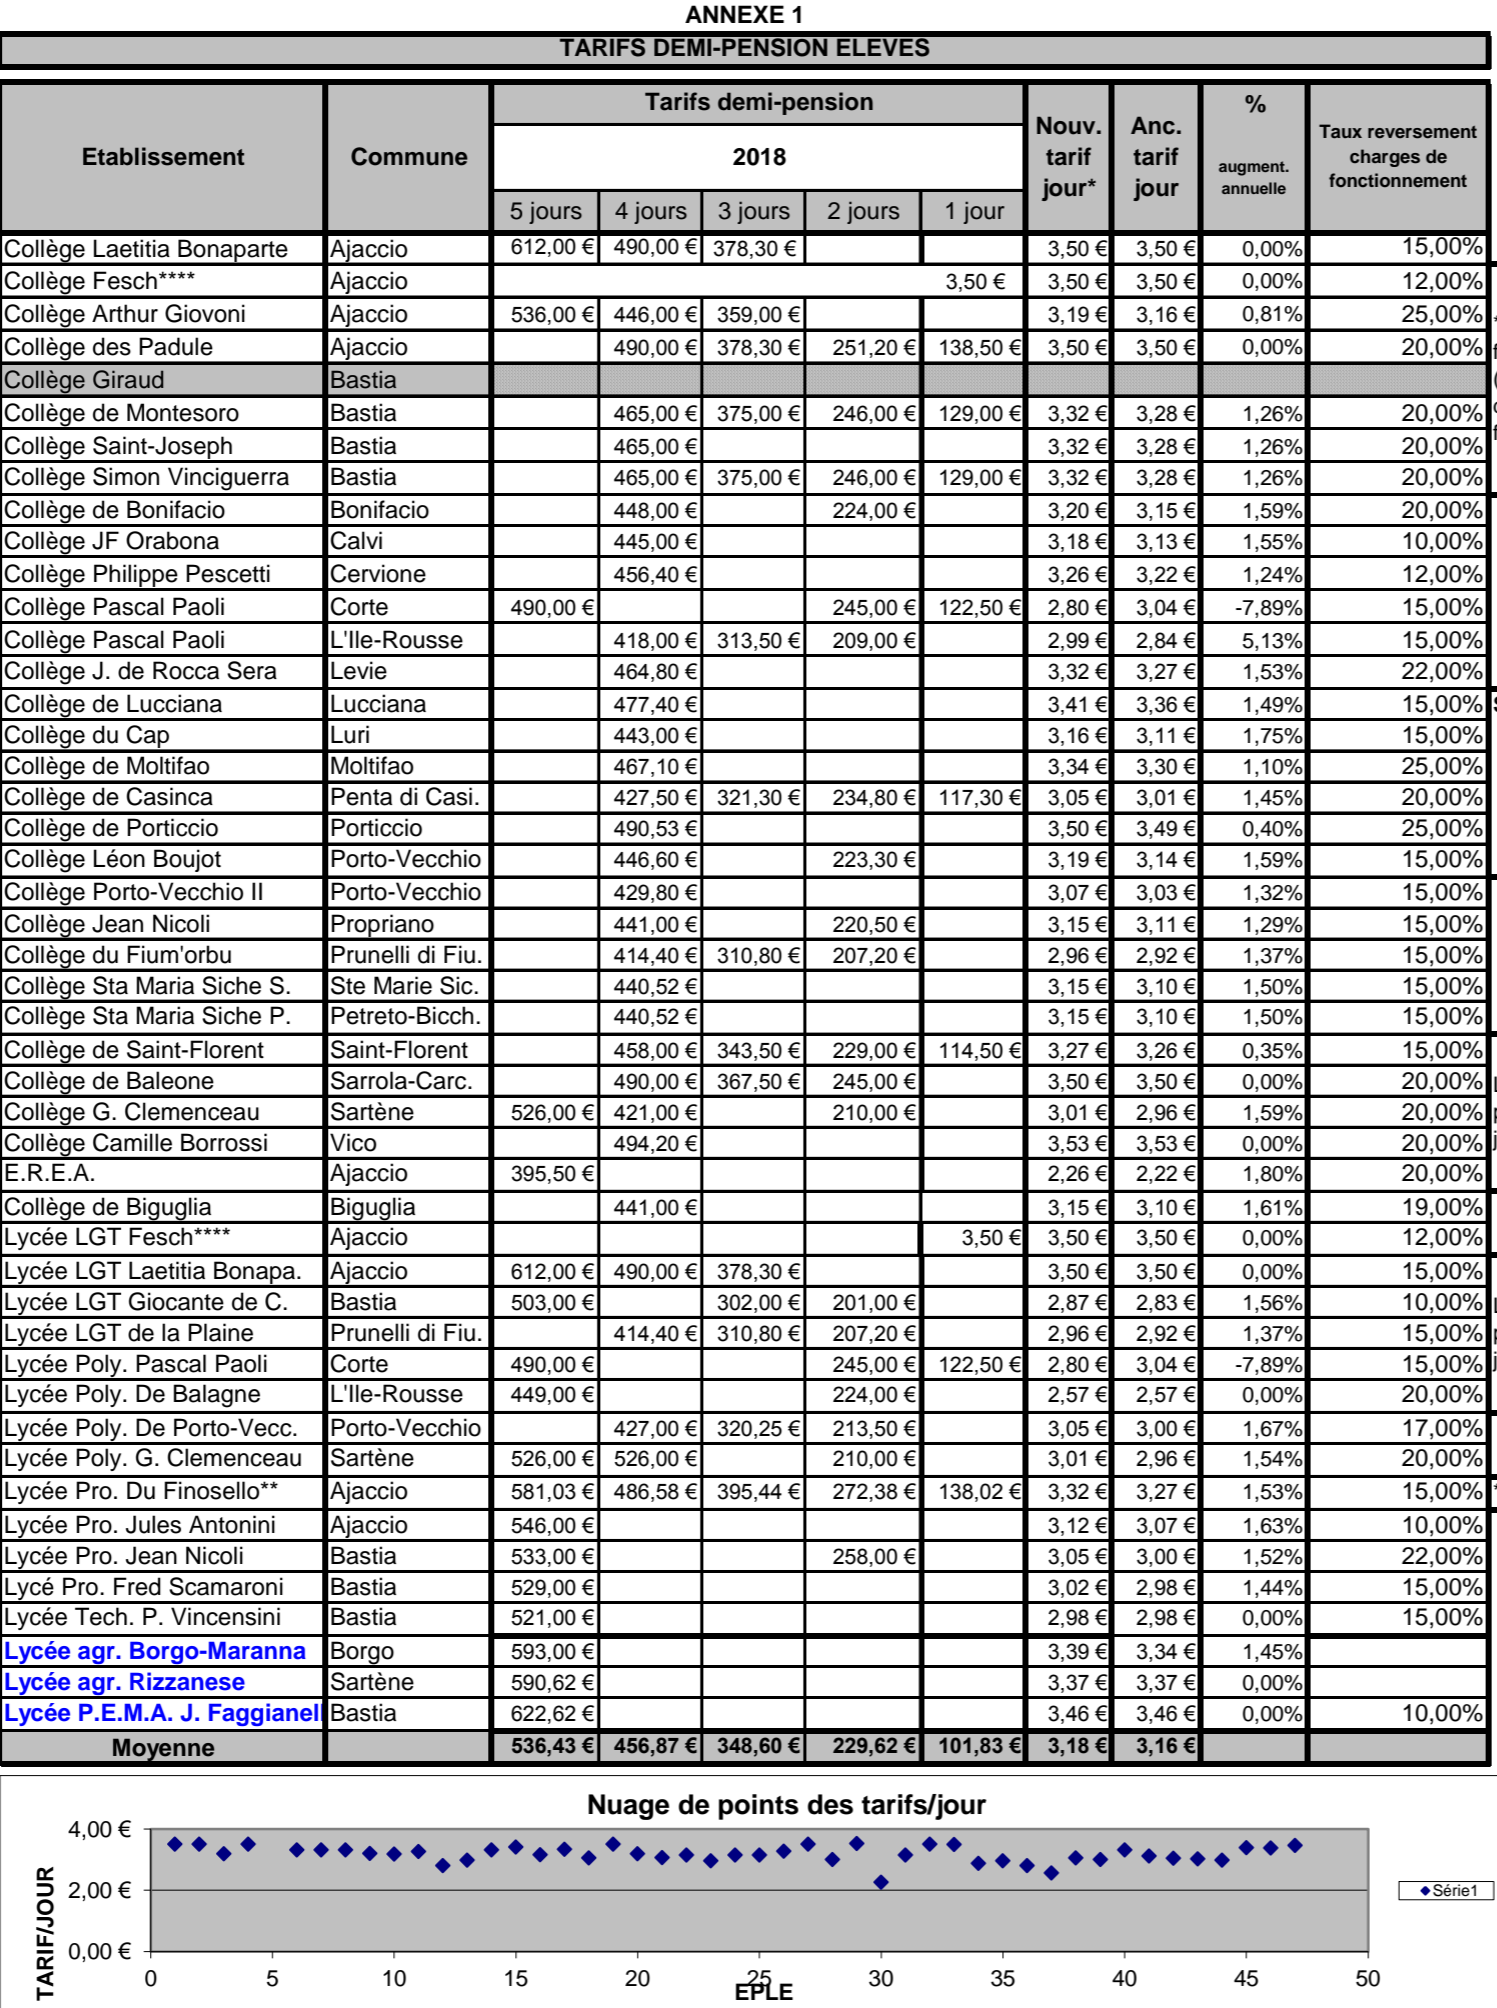 ANNEXE 1
TARIFS DEMI-PENSION ELEVES
Etablissement Commune Tarifs demi-pension Nouv. tarif jour* Anc. tarif jour % augment. annuelle Taux reversement charges de fonctionnement
2018
5 jours 4 jours 3 jours 2 jours 1 jour
Collège Laetitia Bonaparte Ajaccio 612,00 € 490,00 € 378,30 € 3,50 € 3,50 € 0,00% 15,00%
Collège Fesch**** Ajaccio 3,50 € 3,50 € 3,50 € 0,00% 12,00%
Collège Arthur Giovoni Ajaccio 536,00 € 446,00 € 359,00 € 3,19 € 3,16 € 0,81% 25,00%
Collège des Padule Ajaccio 490,00 € 378,30 € 251,20 € 138,50 € 3,50 € 3,50 € 0,00% 20,00%
Collège Giraud Bastia
Collège de Montesoro Bastia 465,00 € 375,00 € 246,00 € 129,00 € 3,32 € 3,28 € 1,26% 20,00%
Collège Saint-Joseph Bastia 465,00 € 3,32 € 3,28 € 1,26% 20,00%
Collège Simon Vinciguerra Bastia 465,00 € 375,00 € 246,00 € 129,00 € 3,32 € 3,28 € 1,26% 20,00%
Collège de Bonifacio Bonifacio 448,00 € 224,00 € 3,20 € 3,15 € 1,59% 20,00%
Collège JF Orabona Calvi 445,00 € 3,18 € 3,13 € 1,55% 10,00%
Collège Philippe Pescetti Cervione 456,40 € 3,26 € 3,22 € 1,24% 12,00%
Collège Pascal Paoli Corte 490,00 € 245,00 € 122,50 € 2,80 € 3,04 € -7,89% 15,00%
Collège Pascal Paoli L'Ile-Rousse 418,00 € 313,50 € 209,00 € 2,99 € 2,84 € 5,13% 15,00%
Collège J. de Rocca Sera Levie 464,80 € 3,32 € 3,27 € 1,53% 22,00%
Collège de Lucciana Lucciana 477,40 € 3,41 € 3,36 € 1,49% 15,00%
Collège du Cap Luri 443,00 € 3,16 € 3,11 € 1,75% 15,00%
Collège de Moltifao Moltifao 467,10 € 3,34 € 3,30 € 1,10% 25,00%
Collège de Casinca Penta di Casi. 427,50 € 321,30 € 234,80 € 117,30 € 3,05 € 3,01 € 1,45% 20,00%
Collège de Porticcio Porticcio 490,53 € 3,50 € 3,49 € 0,40% 25,00%
Collège Léon Boujot Porto-Vecchio 446,60 € 223,30 € 3,19 € 3,14 € 1,59% 15,00%
Collège Porto-Vecchio II Porto-Vecchio 429,80 € 3,07 € 3,03 € 1,32% 15,00%
Collège Jean Nicoli Propriano 441,00 € 220,50 € 3,15 € 3,11 € 1,29% 15,00%
Collège du Fium'orbu Prunelli di Fiu. 414,40 € 310,80 € 207,20 € 2,96 € 2,92 € 1,37% 15,00%
Collège Sta Maria Siche S. Ste Marie Sic. 440,52 € 3,15 € 3,10 € 1,50% 15,00%
Collège Sta Maria Siche P. Petreto-Bicch. 440,52 € 3,15 € 3,10 € 1,50% 15,00%
Collège de Saint-Florent Saint-Florent 458,00 € 343,50 € 229,00 € 114,50 € 3,27 € 3,26 € 0,35% 15,00%
Collège de Baleone Sarrola-Carc. 490,00 € 367,50 € 245,00 € 3,50 € 3,50 € 0,00% 20,00%
Collège G. Clemenceau Sartène 526,00 € 421,00 € 210,00 € 3,01 € 2,96 € 1,59% 20,00%
Collège Camille Borrossi Vico 494,20 € 3,53 € 3,53 € 0,00% 20,00%
E.R.E.A. Ajaccio 395,50 € 2,26 € 2,22 € 1,80% 20,00%
Collège de Biguglia Biguglia 441,00 € 3,15 € 3,10 € 1,61% 19,00%
Lycée LGT Fesch**** Ajaccio 3,50 € 3,50 € 3,50 € 0,00% 12,00%
Lycée LGT Laetitia Bonapa. Ajaccio 612,00 € 490,00 € 378,30 € 3,50 € 3,50 € 0,00% 15,00%
Lycée LGT Giocante de C. Bastia 503,00 € 302,00 € 201,00 € 2,87 € 2,83 € 1,56% 10,00%
Lycée LGT de la Plaine Prunelli di Fiu. 414,40 € 310,80 € 207,20 € 2,96 € 2,92 € 1,37% 15,00%
Lycée Poly. Pascal Paoli Corte 490,00 € 245,00 € 122,50 € 2,80 € 3,04 € -7,89% 15,00%
Lycée Poly. De Balagne L'Ile-Rousse 449,00 € 224,00 € 2,57 € 2,57 € 0,00% 20,00%
Lycée Poly. De Porto-Vecc. Porto-Vecchio 427,00 € 320,25 € 213,50 € 3,05 € 3,00 € 1,67% 17,00%
Lycée Poly. G. Clemenceau Sartène 526,00 € 526,00 € 210,00 € 3,01 € 2,96 € 1,54% 20,00%
Lycée Pro. Du Finosello** Ajaccio 581,03 € 486,58 € 395,44 € 272,38 € 138,02 € 3,32 € 3,27 € 1,53% 15,00%
Lycée Pro. Jules Antonini Ajaccio 546,00 € 3,12 € 3,07 € 1,63% 10,00%
Lycée Pro. Jean Nicoli Bastia 533,00 € 258,00 € 3,05 € 3,00 € 1,52% 22,00%
Lycé Pro. Fred Scamaroni Bastia 529,00 € 3,02 € 2,98 € 1,44% 15,00%
Lycée Tech. P. Vincensini Bastia 521,00 € 2,98 € 2,98 € 0,00% 15,00%
Lycée agr. Borgo-Maranna Borgo 593,00 € 3,39 € 3,34 € 1,45%
Lycée agr. Rizzanese Sartène 590,62 € 3,37 € 3,37 € 0,00%
Lycée P.E.M.A. J. Faggianel Bastia 622,62 € 3,46 € 3,46 € 0,00% 10,00%
Moyenne 536,43 € 456,87 € 348,60 € 229,62 € 101,83 € 3,18 € 3,16 €
Nuage de points des tarifs/jour
TARIF/JOUR
4,00 €
2,00 €
0,00 €
0 5 10 15 20 25 30 35 40 45 50
EPLE
Série1